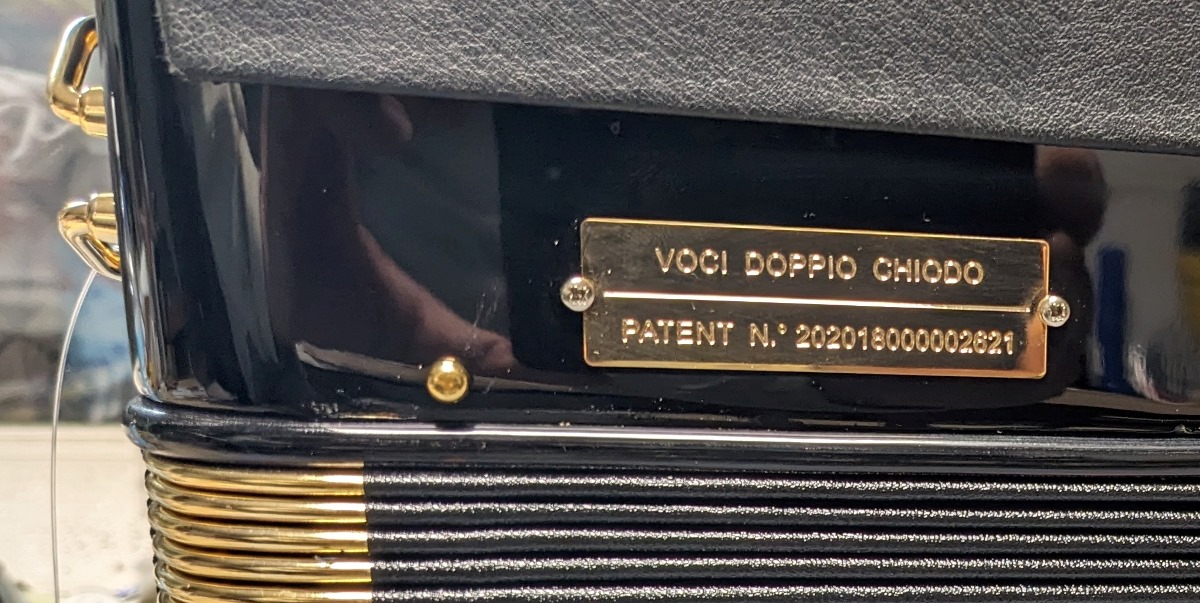 VOCI DOPPIO CHIODO
PATENT N.° 202018000002621